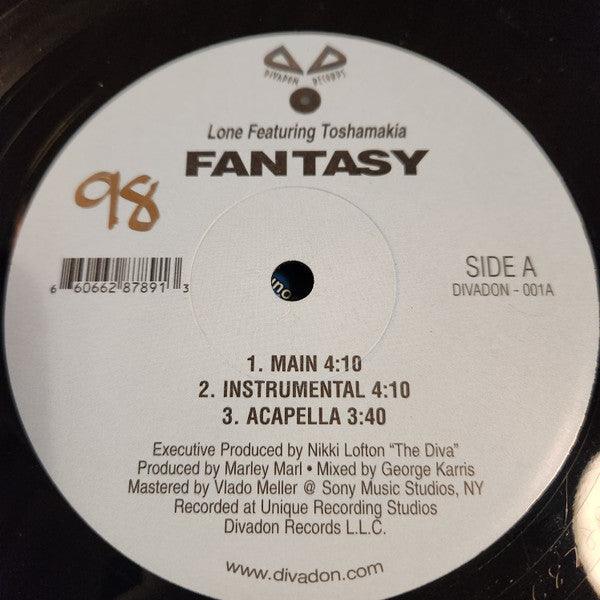 DIVADON RECORDS
Lone Featuring Toshamakia
FANTASY
98
6 60662 87891 3
SIDE A
DIVADON - 001A
1. MAIN 4:10
2. INSTRUMENTAL 4:10
3. ACAPELLA 3:40
Executive Produced by Nikki Lofton "The Diva"
Produced by Marley Marl • Mixed by George Karris
Mastered by Vlado Meller @ Sony Music Studios, NY
Recorded at Unique Recording Studios
Divadon Records L.L.C.
www.divadon.com